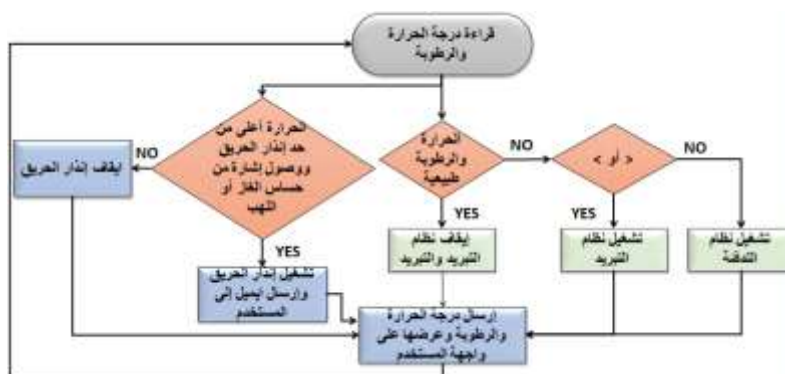 قراءة درجة الحرارة
والرطوبة
الحرارة أعلى من
حد إنذار الحريق
ووصول إشارة من
حساس الغاز أو
اللهب
NO
ايقاف إنذار الحريق
YES
تشغيل إنذار الحريق
وإرسال ايميل إلى
المستخدم
الحرارة
والرطوبة
طبيعية
NO
YES
إيقاف نظام
التبريد والتبريد
< أو >
NO
YES
تشغيل نظام
التبريد
تشغيل نظام
التدفئة
إرسال درجة الحرارة
والرطوبة وعرضها على
واجهة المستخدم